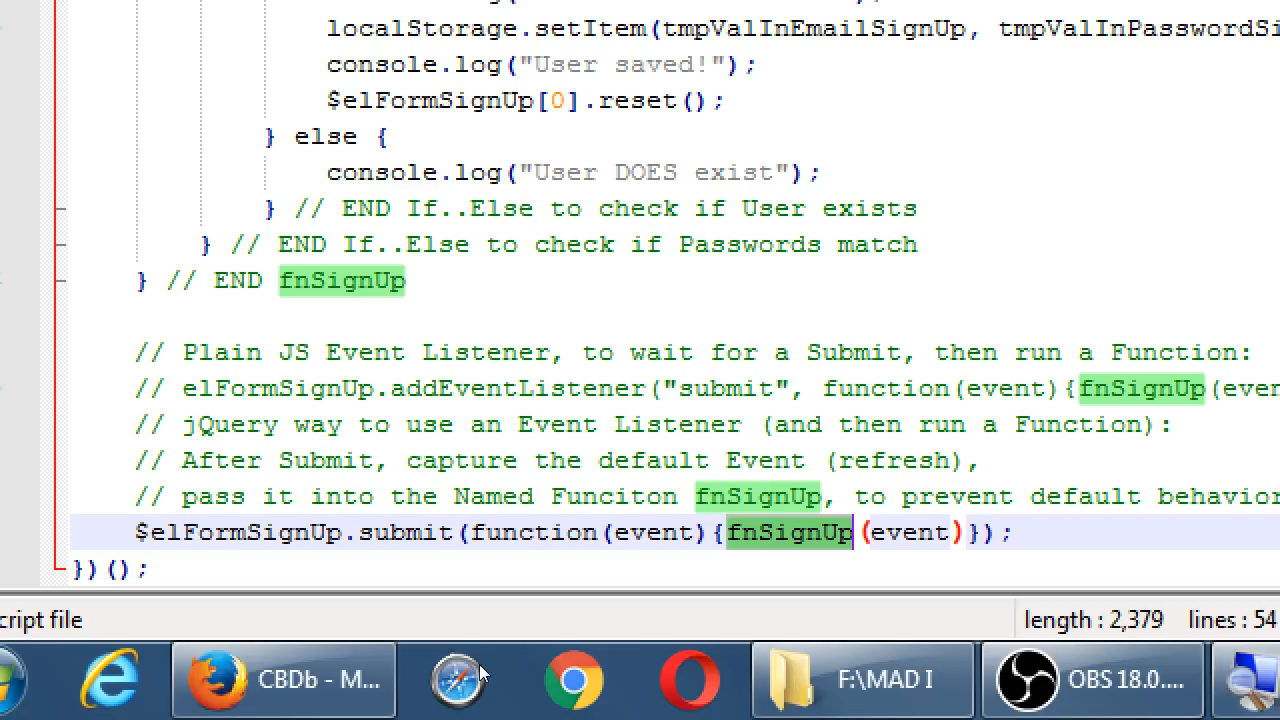 localStorage.setItem(tmpValInEmailSignUp, tmpValInPasswordSi
console.log("User saved!");
$elFormSignUp[0].reset();
} else {
console.log("User DOES exist");
} // END If..Else to check if User exists
} // END If..Else to check if Passwords match
} // END fnSignUp
// Plain JS Event Listener, to wait for a Submit, then run a Function:
// elFormSignUp.addEventListener("submit", function(event){fnSignUp(even
// jQuery way to use an Event Listener (and then run a Function):
// After Submit, capture the default Event (refresh),
// pass it into the Named Funciton fnSignUp, to prevent default behavior
$elFormSignUp.submit(function(event){fnSignUp(event)});
})();
cript file length : 2,379 lines : 54
CBDb - M... F:\MAD I OBS 18.0....